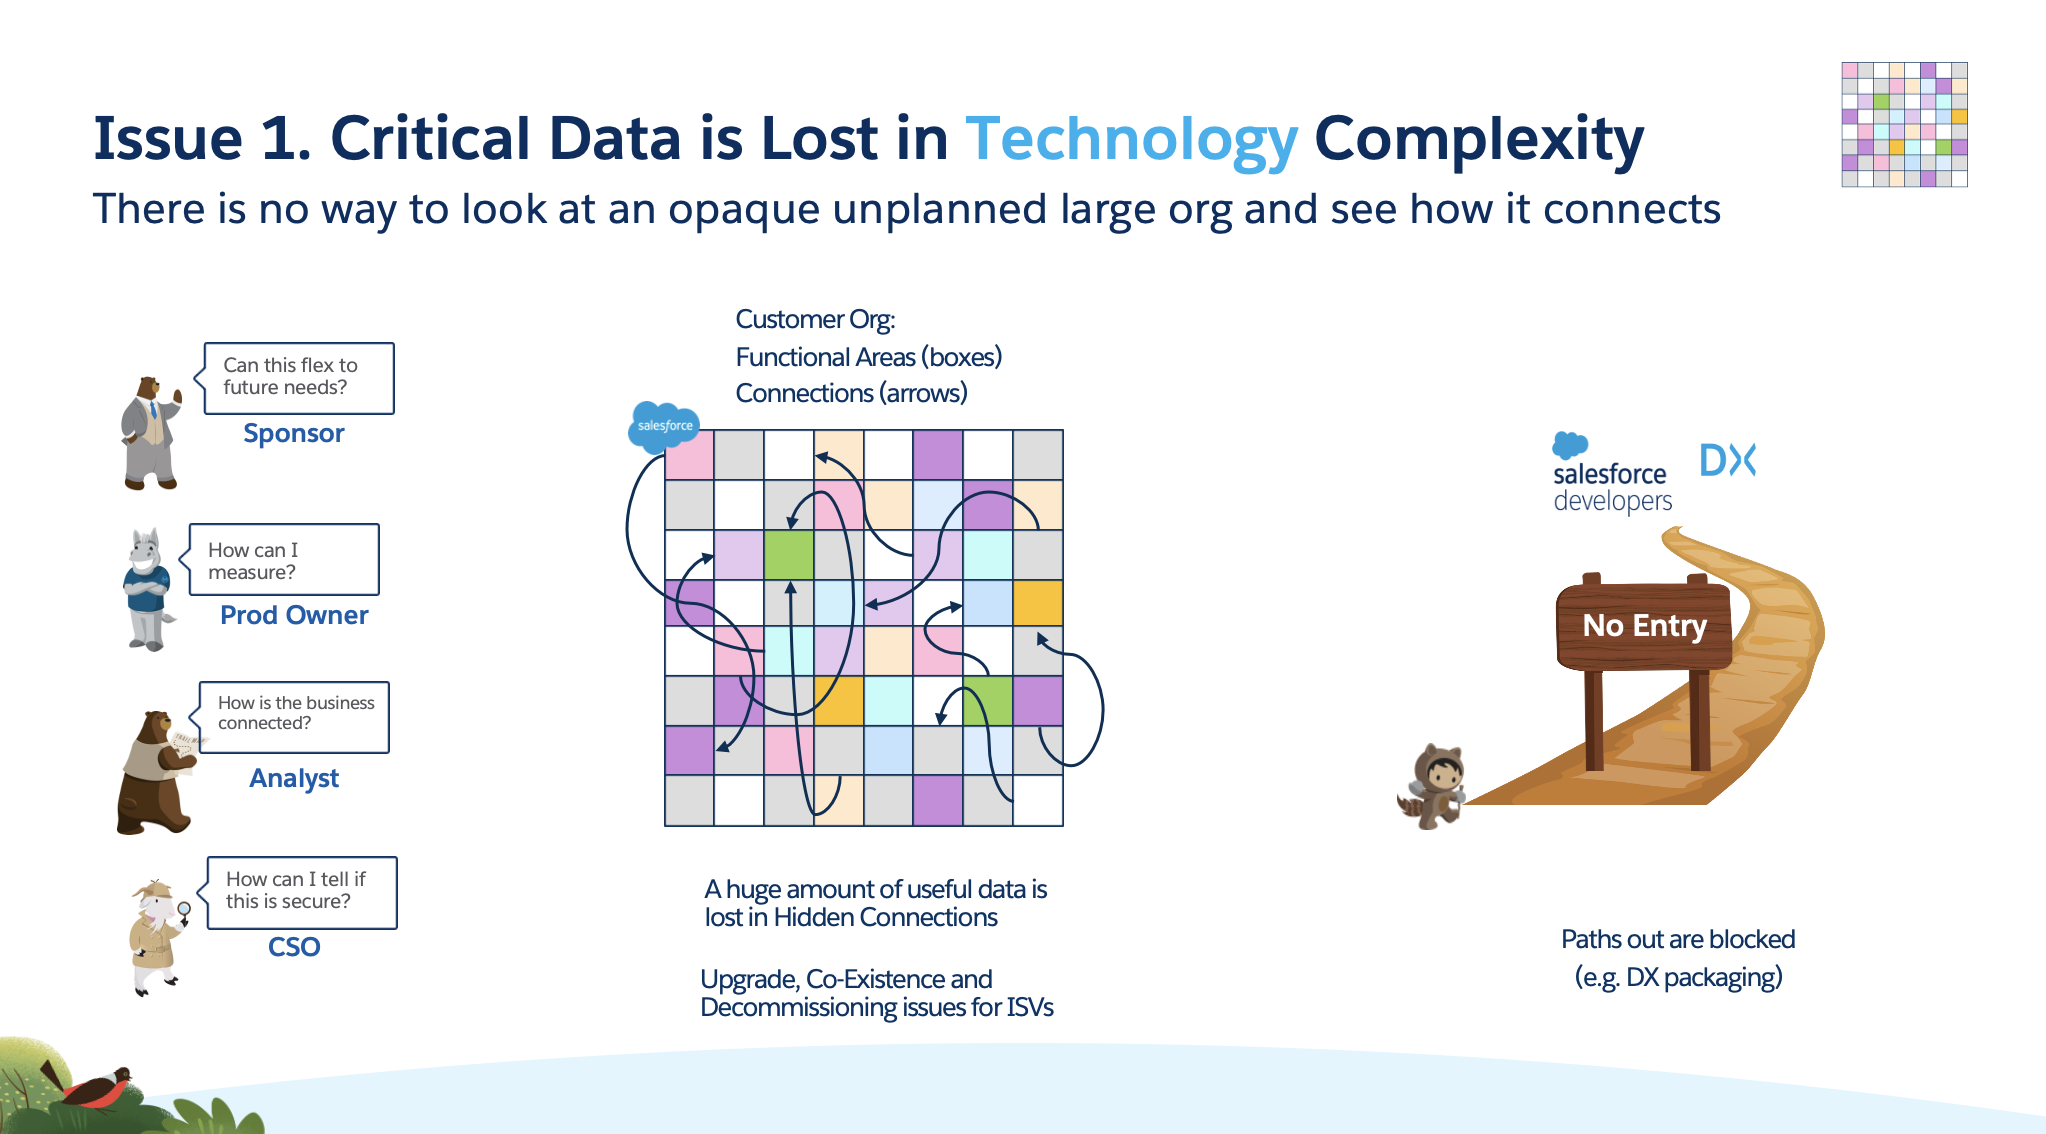 Issue 1. Critical Data is Lost in Technology Complexity
There is no way to look at an opaque unplanned large org and see how it connects
Can this flex to
future needs?
Sponsor
How can I
measure?
Prod Owner
How is the business
connected?
Analyst
How can I tell if
this is secure?
CSO
Customer Org:
Functional Areas (boxes)
Connections (arrows)
salesforce
A huge amount of useful data is
lost in Hidden Connections
Upgrade, Co-Existence and
Decommissioning issues for ISVs
salesforce
developers
DX
No Entry
Paths out are blocked
(e.g. DX packaging)